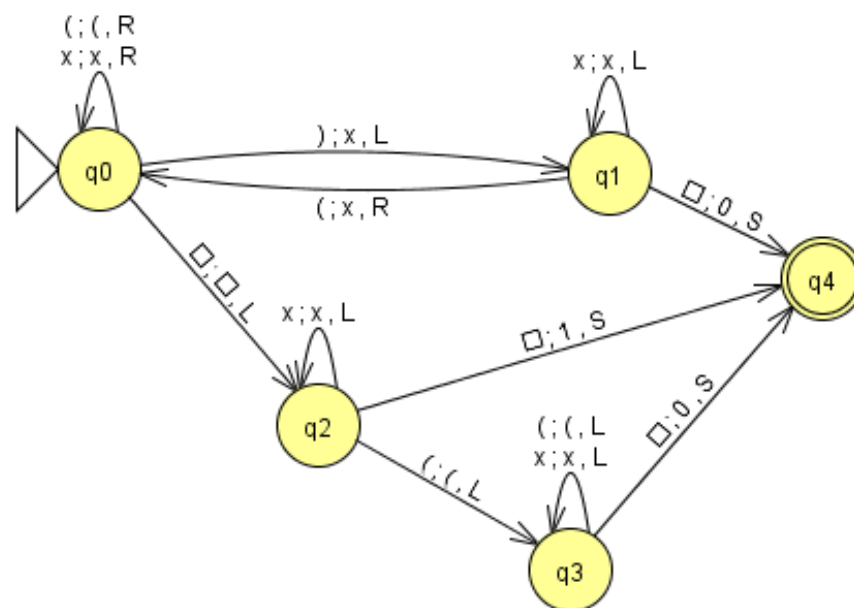 ( ; ( , R
x ; x , R
x ; x , L
) ; x , L
q0
q1
( ; x , R
□ ; 0 , S
□ ; □ , L
q4
x ; x , L
□ ; 1 , S
q2
( ; ( , L
□ ; 0 , S
( ; ( , L
x ; x , L
q3